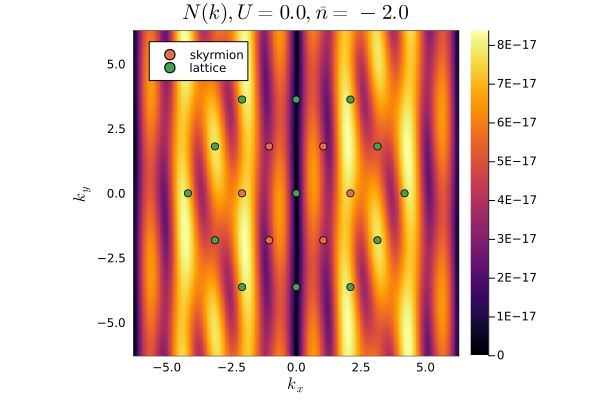 N(k), U = 0.0, n̄ = −2.0
skyrmion
lattice
5.0
2.5
0.0
−2.5
−5.0
k_y
−5.0
−2.5
0.0
2.5
5.0
k_x
8E−17
7E−17
6E−17
5E−17
4E−17
3E−17
2E−17
1E−17
0